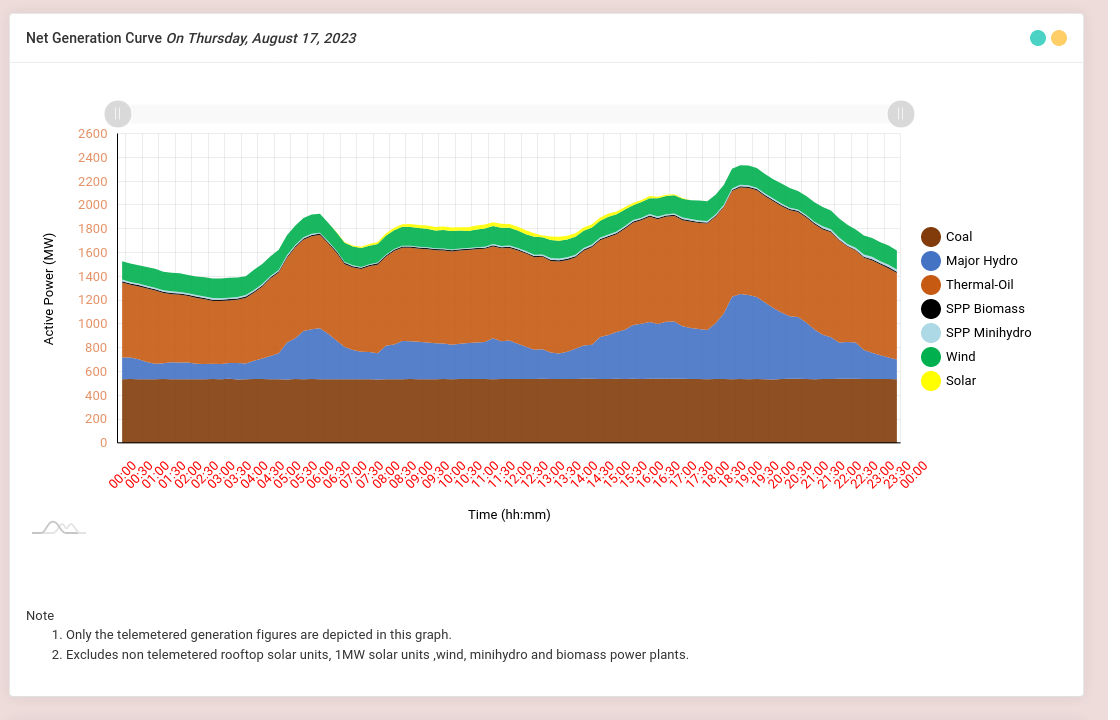 Net Generation Curve On Thursday, August 17, 2023
2600
2400
2200
2000
1800
1600
1400
1200
1000
800
600
400
200
0
Active Power (MW)
00:00 00:30 01:00 01:30 02:00 02:30 03:00 03:30 04:00 04:30 05:00 05:30 06:00 06:30 07:00 07:30 08:00 08:30 09:00 09:30 10:00 10:30 11:00 11:30 12:00 12:30 13:00 13:30 14:00 14:30 15:00 15:30 16:00 16:30 17:00 17:30 18:00 18:30 19:00 19:30 20:00 20:30 21:00 21:30 22:00 22:30 23:00 23:30 00:00
Time (hh:mm)
Coal
Major Hydro
Thermal-Oil
SPP Biomass
SPP Minihydro
Wind
Solar
Note
1. Only the telemetered generation figures are depicted in this graph.
2. Excludes non telemetered rooftop solar units, 1MW solar units ,wind, minihydro and biomass power plants.